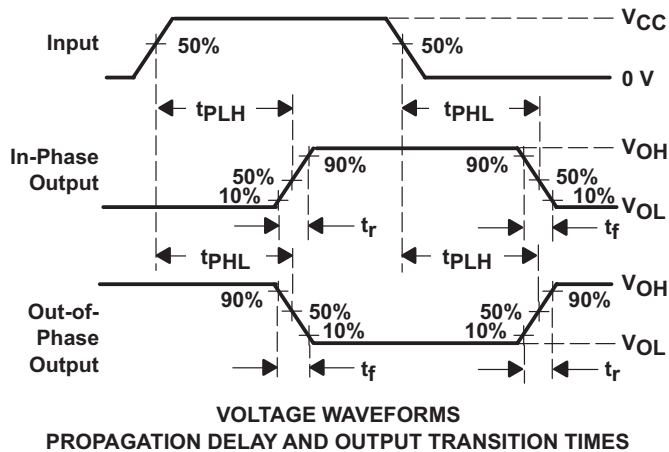 VCC
Input
50%
50%
0 V
tPLH
tPHL
In-Phase
Output
VOH
50%
10%
90%
90%
50%
10%
VOL
tr
tf
tPHL
tPLH
Out-of-
Phase
Output
90%
50%
10%
50%
10%
90%
VOH
VOL
tf
tr
VOLTAGE WAVEFORMS
PROPAGATION DELAY AND OUTPUT TRANSITION TIMES